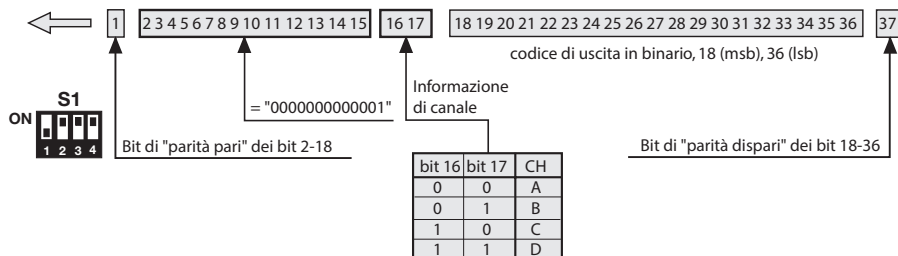 1 2 3 4 5 6 7 8 9 10 11 12 13 14 15 16 17 18 19 20 21 22 23 24 25 26 27 28 29 30 31 32 33 34 35 36 37
codice di uscita in binario, 18 (msb), 36 (lsb)
Informazione
di canale
= "0000000000001"
S1
ON
1 2 3 4
Bit di "parità pari" dei bit 2-18
Bit di "parità dispari" dei bit 18-36
bit 16 bit 17 CH
0 0 A
0 1 B
1 0 C
1 1 D